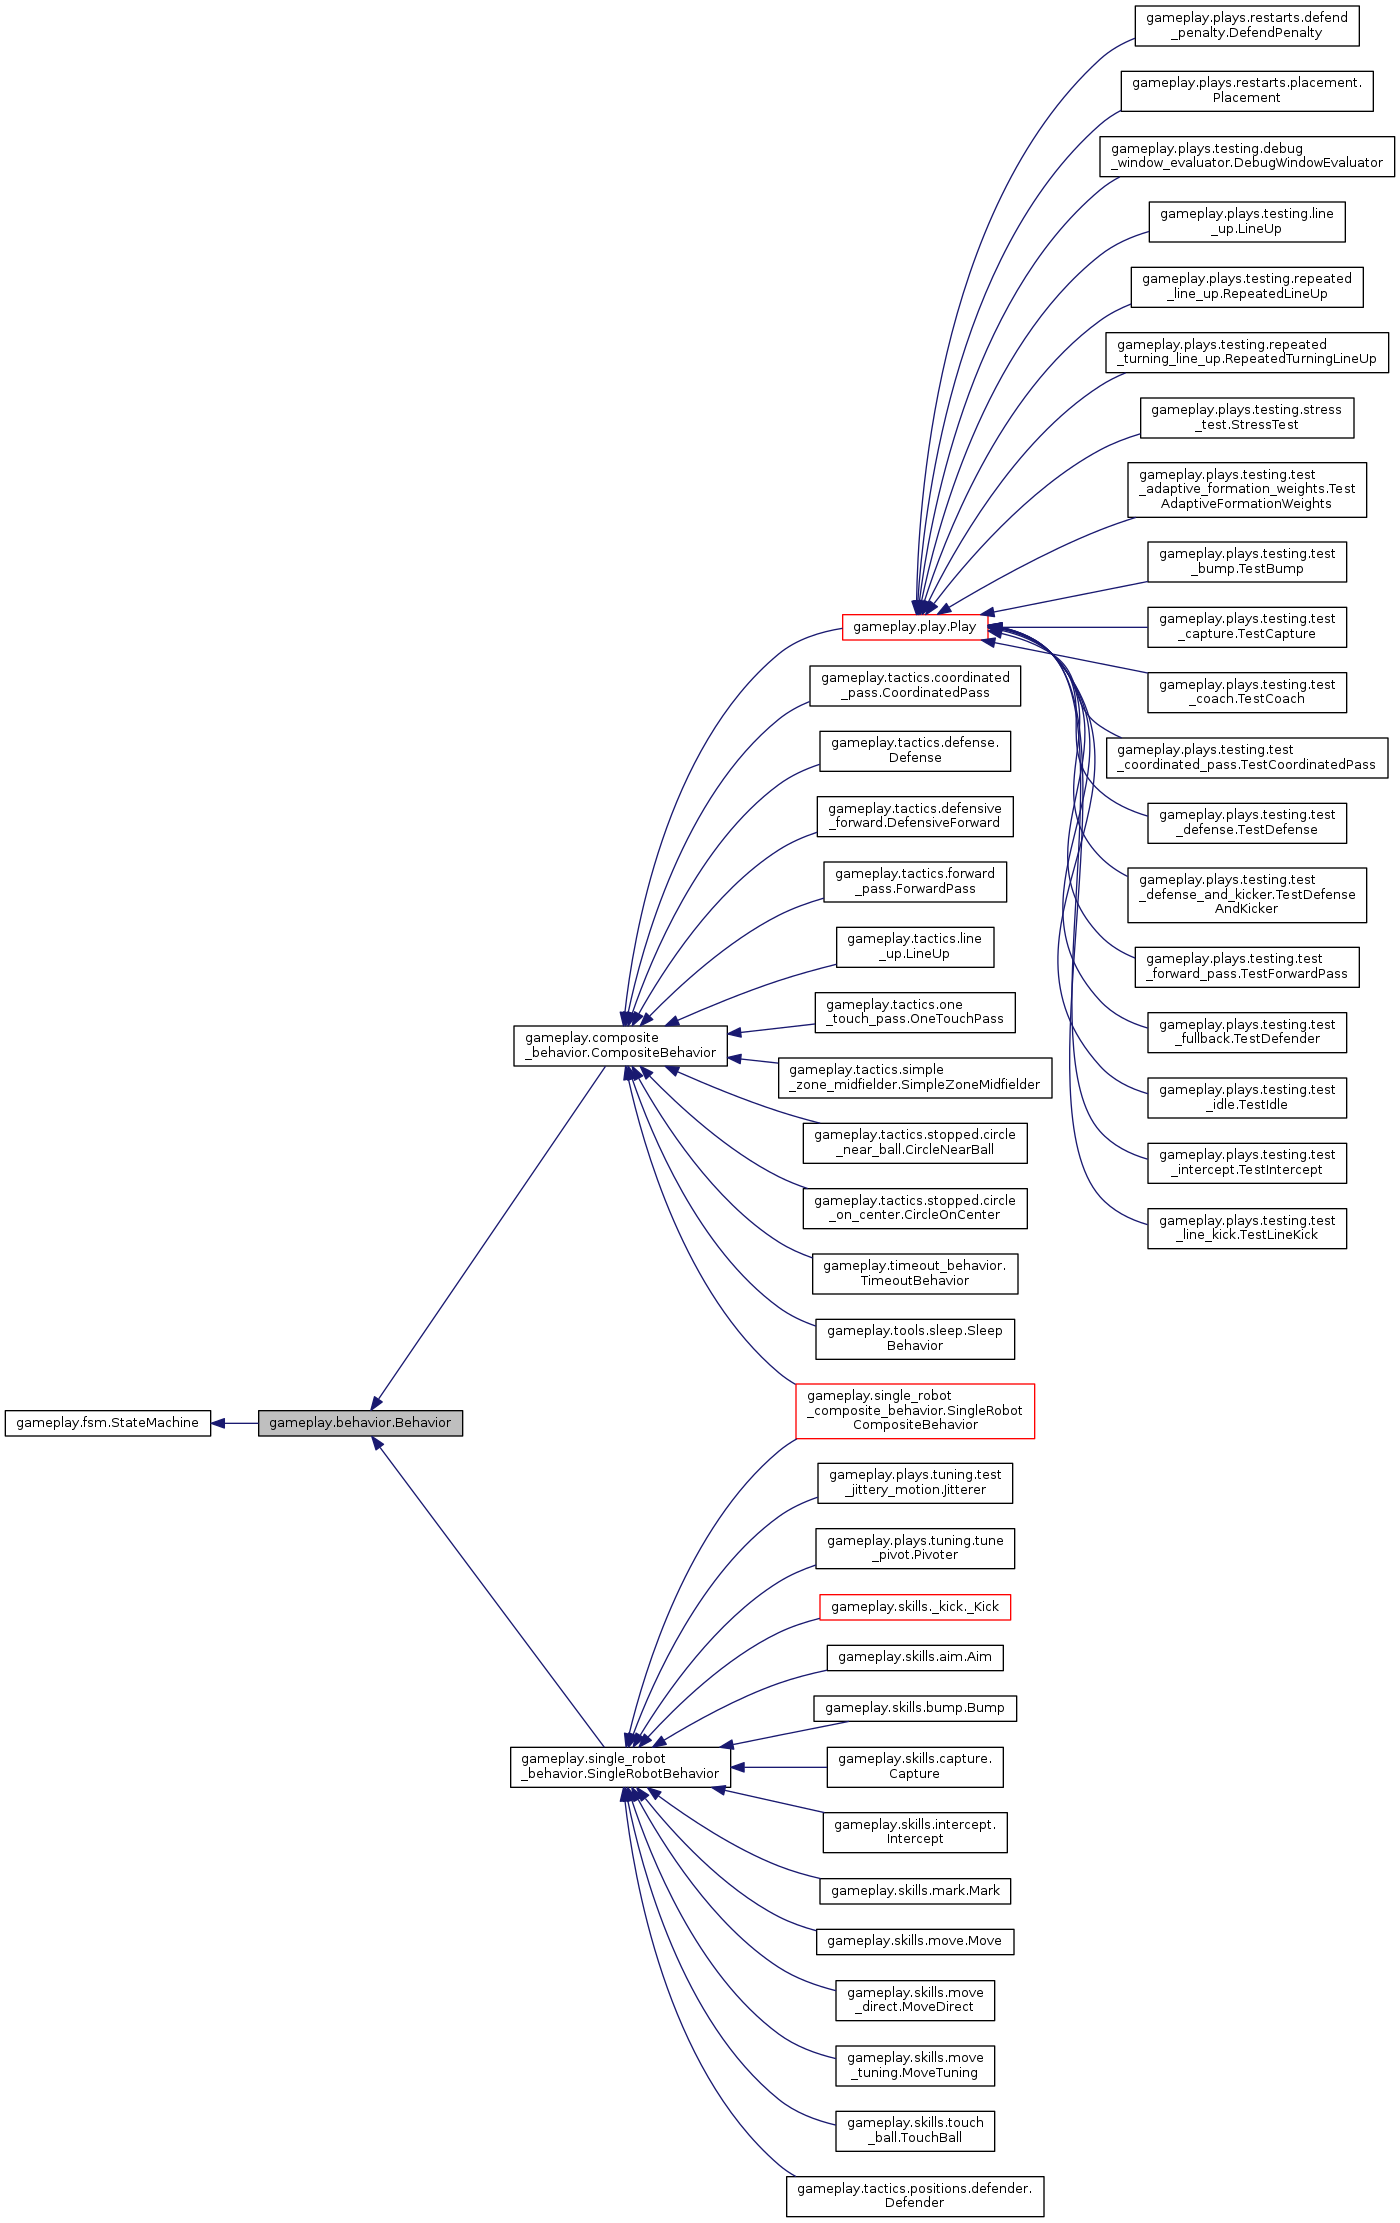 gameplay.plays.restarts.defend
_penalty.DefendPenalty
gameplay.plays.restarts.placement.
Placement
gameplay.plays.testing.debug
_window_evaluator.DebugWindowEvaluator
gameplay.plays.testing.line
_up.LineUp
gameplay.plays.testing.repeated
_line_up.RepeatedLineUp
gameplay.plays.testing.repeated
_turning_line_up.RepeatedTurningLineUp
gameplay.plays.testing.stress
_test.StressTest
gameplay.plays.testing.test
_adaptive_formation_weights.Test
AdaptiveFormationWeights
gameplay.plays.testing.test
_bump.TestBump
gameplay.play.Play
gameplay.plays.testing.test
_capture.TestCapture
gameplay.plays.testing.test
_coach.TestCoach
gameplay.plays.testing.test
_coordinated_pass.TestCoordinatedPass
gameplay.plays.testing.test
_defense.TestDefense
gameplay.plays.testing.test
_defense_and_kicker.TestDefense
AndKicker
gameplay.plays.testing.test
_forward_pass.TestForwardPass
gameplay.plays.testing.test
_fullback.TestDefender
gameplay.plays.testing.test
_idle.TestIdle
gameplay.plays.testing.test
_intercept.TestIntercept
gameplay.plays.testing.test
_line_kick.TestLineKick
gameplay.tactics.coordinated
_pass.CoordinatedPass
gameplay.tactics.defense.
Defense
gameplay.tactics.defensive
_forward.DefensiveForward
gameplay.tactics.forward
_pass.ForwardPass
gameplay.tactics.line
_up.LineUp
gameplay.tactics.one
_touch_pass.OneTouchPass
gameplay.composite
_behavior.CompositeBehavior
gameplay.tactics.simple
_zone_midfielder.SimpleZoneMidfielder
gameplay.tactics.stopped.circle
_near_ball.CircleNearBall
gameplay.tactics.stopped.circle
_on_center.CircleOnCenter
gameplay.timeout_behavior.
TimeoutBehavior
gameplay.tools.sleep.Sleep
Behavior
gameplay.single_robot
_composite_behavior.SingleRobot
CompositeBehavior
gameplay.fsm.StateMachine
gameplay.behavior.Behavior
gameplay.plays.tuning.test
_jittery_motion.Jitterer
gameplay.plays.tuning.tune
_pivot.Pivoter
gameplay.skills._kick._Kick
gameplay.skills.aim.Aim
gameplay.skills.bump.Bump
gameplay.single_robot
_behavior.SingleRobotBehavior
gameplay.skills.capture.
Capture
gameplay.skills.intercept.
Intercept
gameplay.skills.mark.Mark
gameplay.skills.move.Move
gameplay.skills.move
_direct.MoveDirect
gameplay.skills.move
_tuning.MoveTuning
gameplay.skills.touch
_ball.TouchBall
gameplay.tactics.positions.defender.
Defender